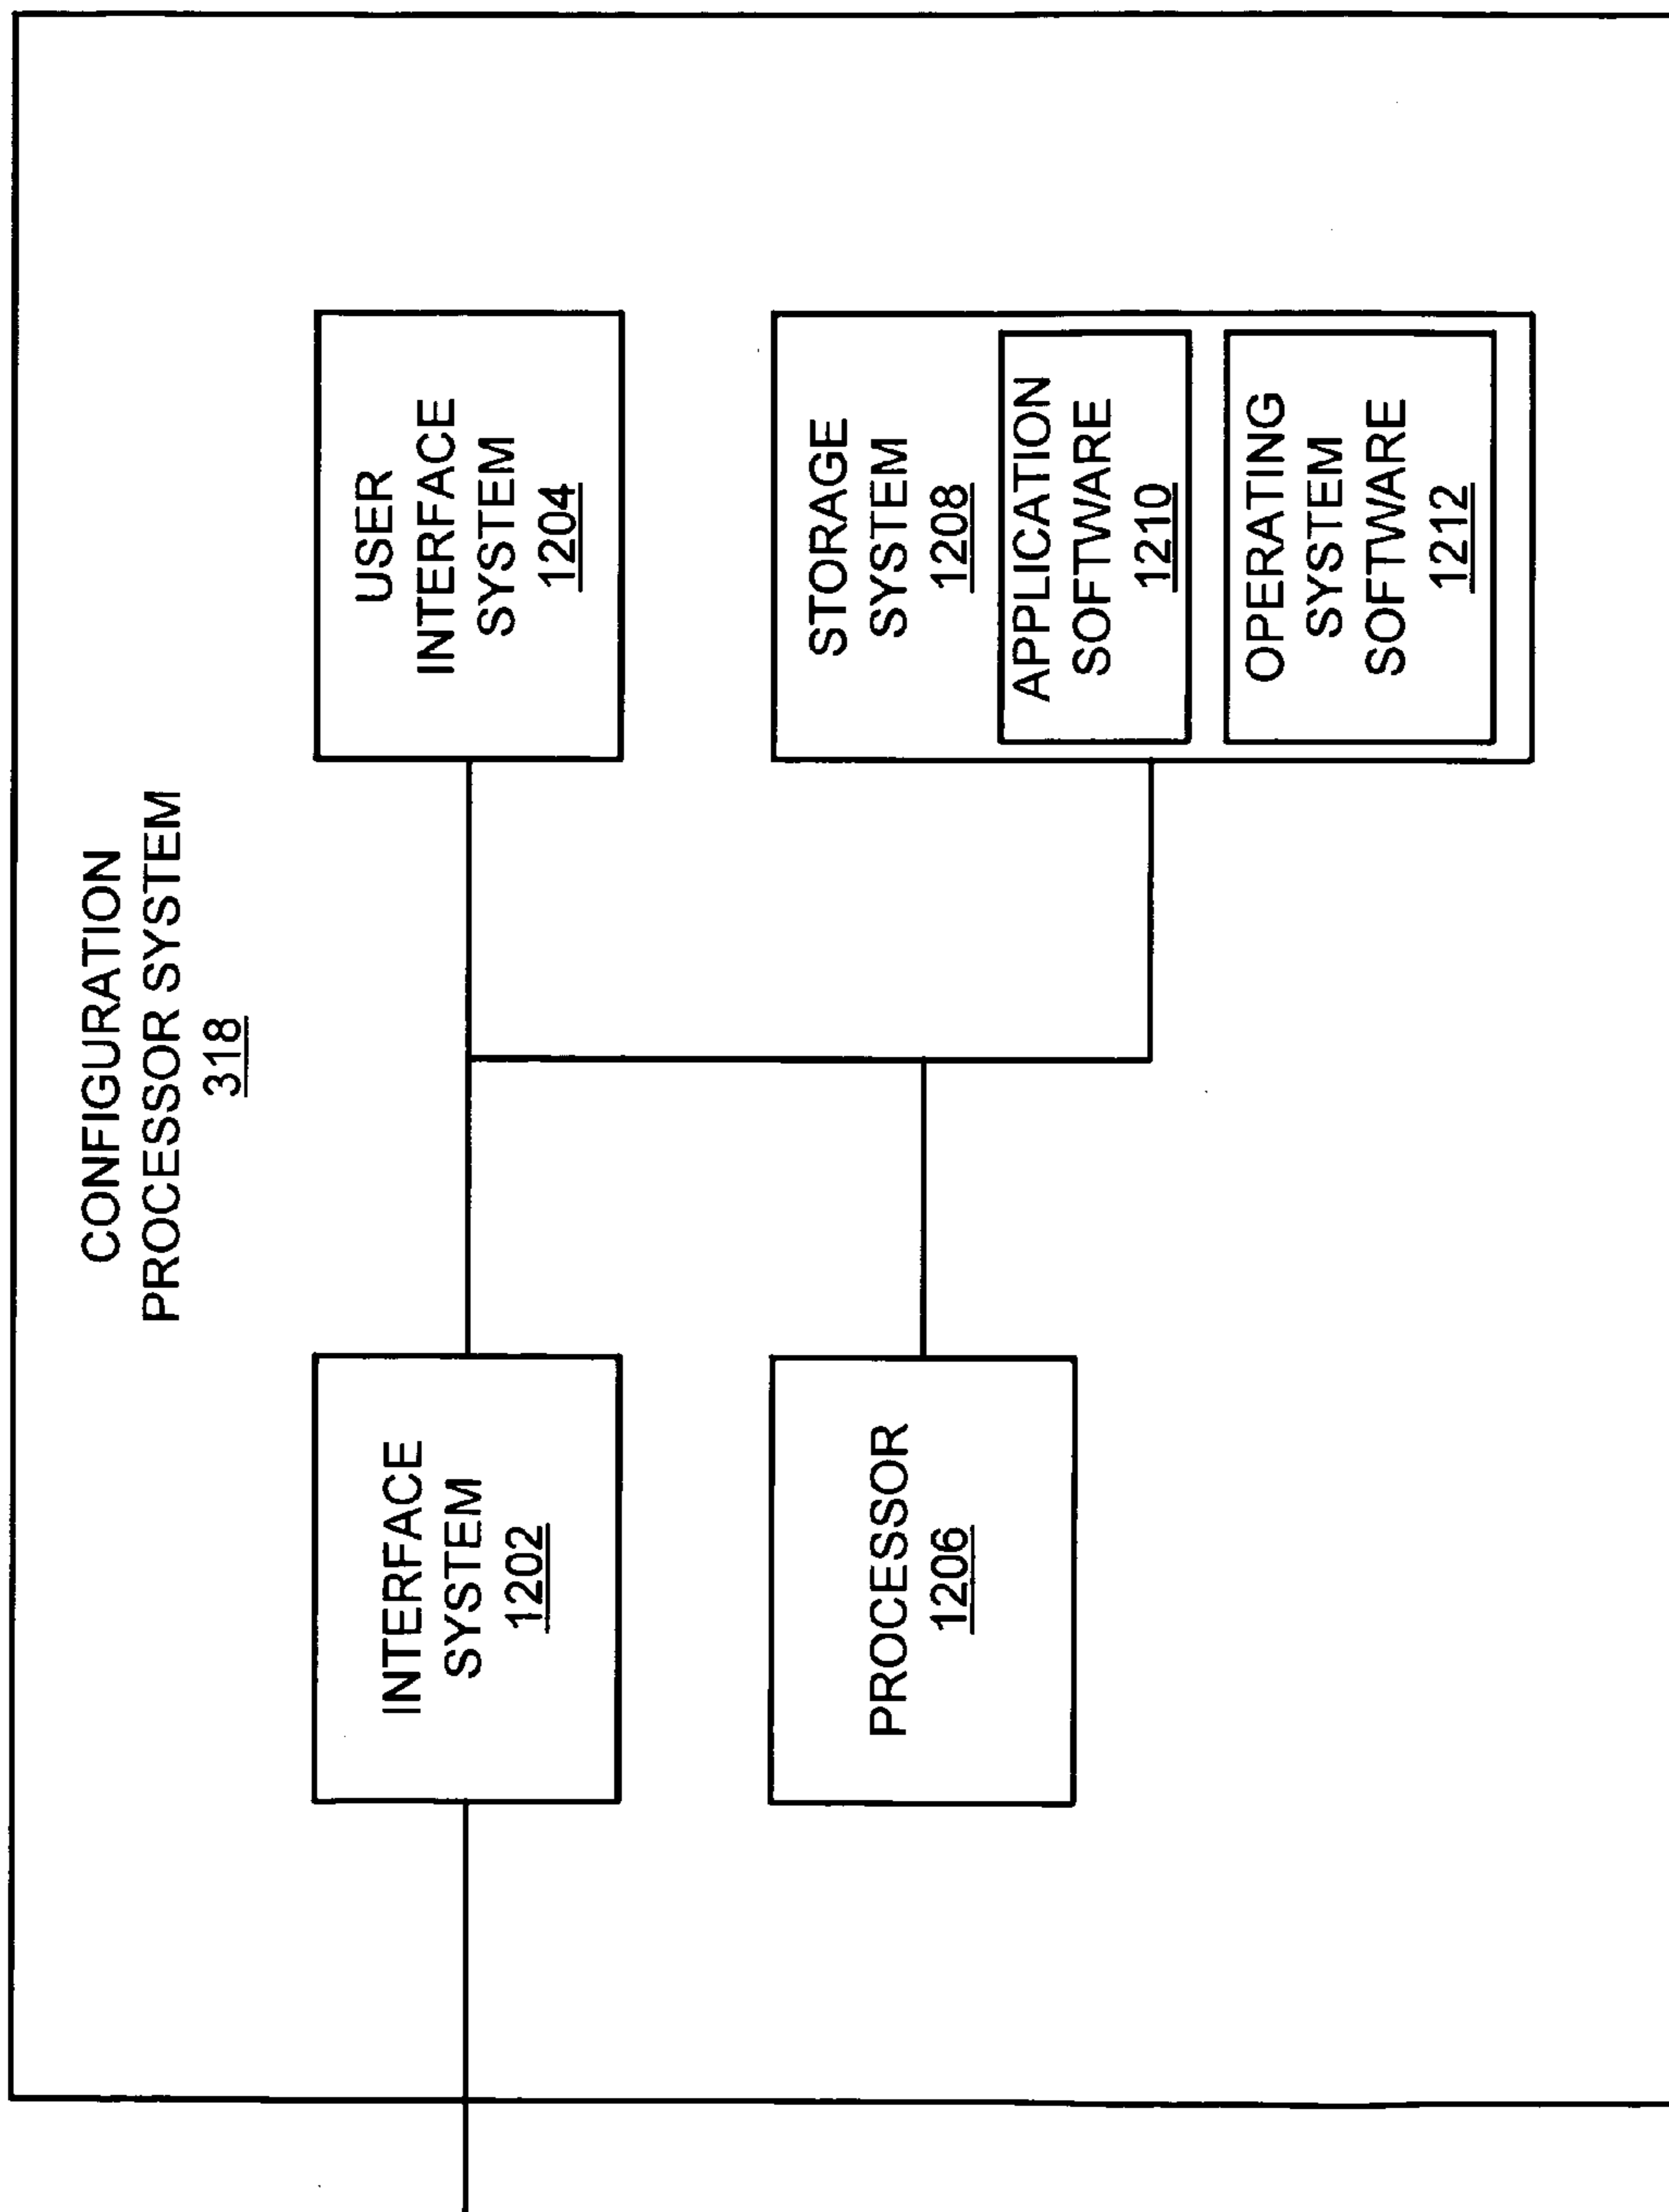 CONFIGURATION
PROCESSOR SYSTEM
318
INTERFACE
SYSTEM
1202
USER
INTERFACE
SYSTEM
1204
PROCESSOR
1206
STORAGE
SYSTEM
1208
APPLICATION
SOFTWARE
1210
OPERATING
SYSTEM
SOFTWARE
1212